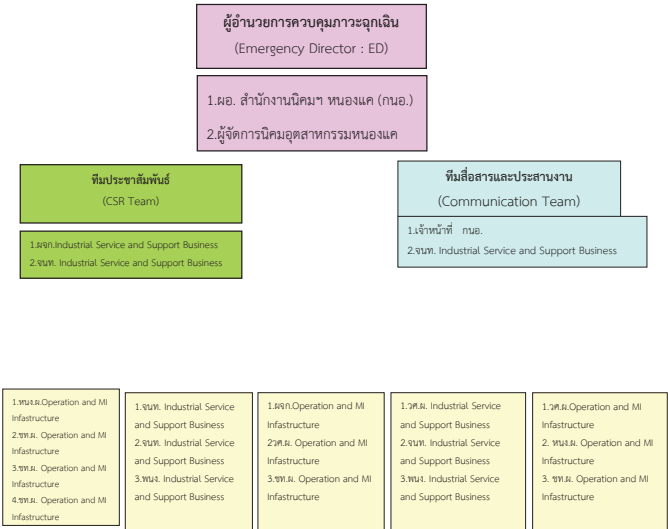 ผู้อำนวยการควบคุมภาวะฉุกเฉิน
(Emergency Director : ED)
1.ผอ. สำนักงานนิคมฯ หนองแค (กนอ.)
2.ผู้จัดการนิคมอุตสาหกรรมหนองแค
ทีมประชาสัมพันธ์
(CSR Team)
1.ผจก.Industrial Service and Support Business
2.จนท. Industrial Service and Support Business
ทีมสื่อสารและประสานงาน
(Communication Team)
1.เจ้าหน้าที่ กนอ.
2.จนท. Industrial Service and Support Business
1.หนง.ผ.Operation and MI
Infastructure
2.ชท.ผ. Operation and MI
Infastructure
3.ชท.ผ. Operation and MI
Infastructure
4.ชท.ผ. Operation and MI
Infastructure
1.จนท. Industrial Service
and Support Business
2.จนท. Industrial Service
and Support Business
3.พนง. Industrial Service
and Support Business
1.ผจก.Operation and MI
Infastructure
2วศ.ผ. Operation and MI
Infastructure
3.ชท.ผ. Operation and MI
Infastructure
1.วศ.ผ. Industrial Service
and Support Business
2.จนท. Industrial Service
and Support Business
3.พนง. Industrial Service
and Support Business
1.วศ.ผ.Operation and MI
Infastructure
2. หนง.ผ. Operation and MI
Infastructure
3. ชท.ผ. Operation and MI
Infastructure